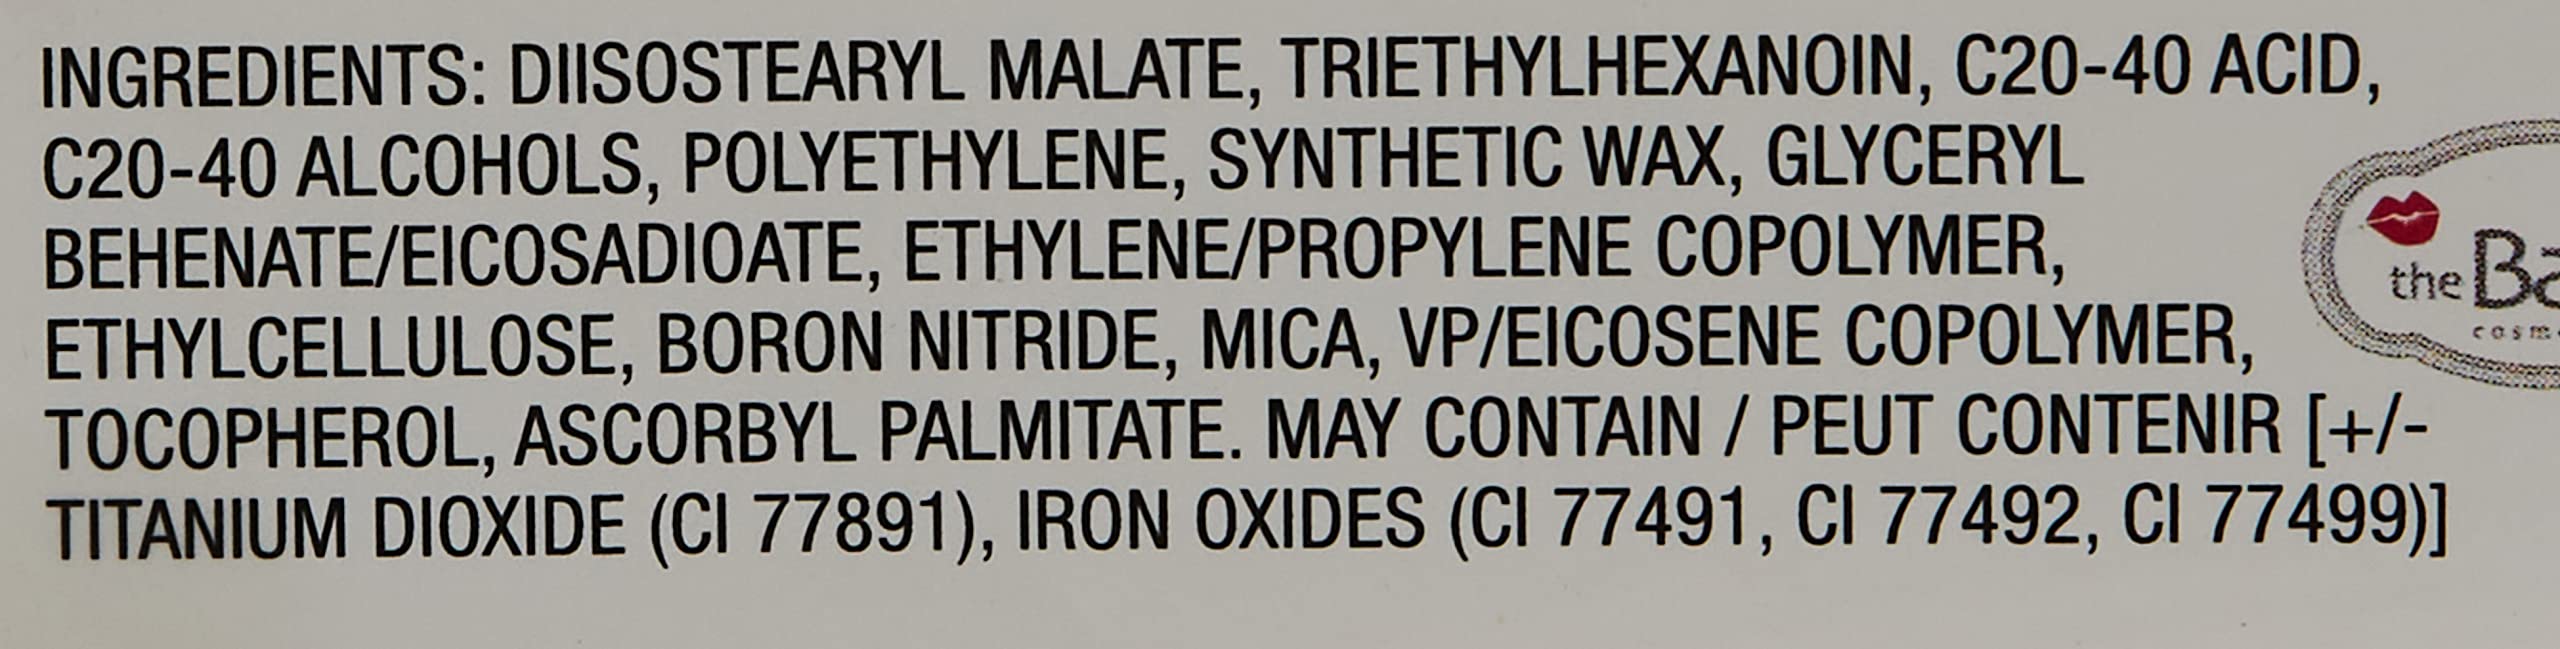 INGREDIENTS: DIISOSTEARYL MALATE, TRIETHYLHEXANOIN, C20-40 ACID,
C20-40 ALCOHOLS, POLYETHYLENE, SYNTHETIC WAX, GLYCERYL
BEHENATE/EICOSADIOATE, ETHYLENE/PROPYLENE COPOLYMER,
ETHYLCELLULOSE, BORON NITRIDE, MICA, VP/EICOSENE COPOLYMER,
TOCOPHEROL, ASCORBYL PALMITATE. MAY CONTAIN / PEUT CONTENIR [+/-
TITANIUM DIOXIDE (CI 77891), IRON OXIDES (CI 77491, CI 77492, CI 77499)]
the